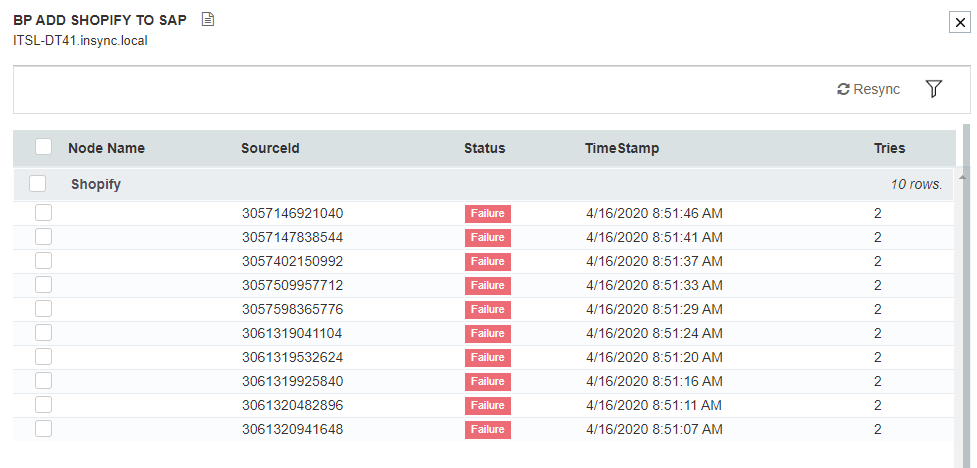 BP ADD SHOPIFY TO SAP
ITSL-DT41.insync.local
Resync
Node Name SourceId Status TimeStamp Tries
Shopify 10 rows.
3057146921040 Failure 4/16/2020 8:51:46 AM 2
3057147838544 Failure 4/16/2020 8:51:41 AM 2
3057402150992 Failure 4/16/2020 8:51:37 AM 2
3057509957712 Failure 4/16/2020 8:51:33 AM 2
3057598365776 Failure 4/16/2020 8:51:29 AM 2
3061319041104 Failure 4/16/2020 8:51:24 AM 2
3061319532624 Failure 4/16/2020 8:51:20 AM 2
3061319925840 Failure 4/16/2020 8:51:16 AM 2
3061320482896 Failure 4/16/2020 8:51:11 AM 2
3061320941648 Failure 4/16/2020 8:51:07 AM 2